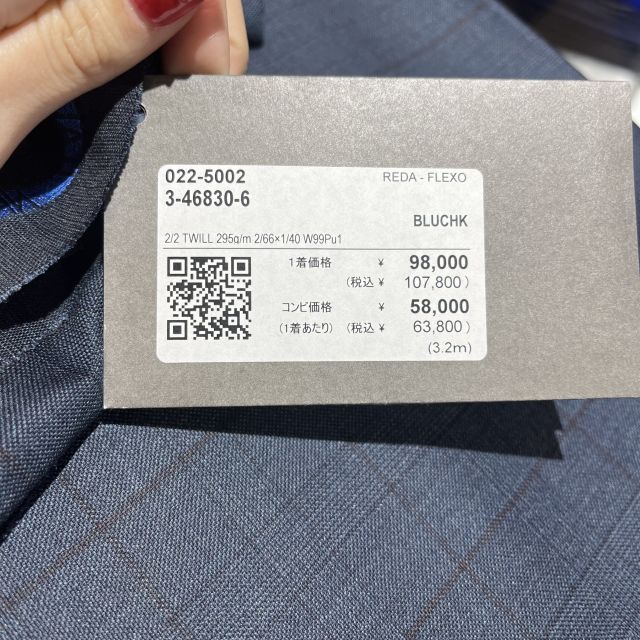 022-5002 REDA - FLEXO
3-46830-6
BLUCHK
2/2 TWILL 295g/m 2/66×1/40 W99Pu1
1着価格 ¥ 98,000
(税込 ¥ 107,800 )
コンビ価格 ¥ 58,000
(1着あたり) (税込 ¥ 63,800 )
(3.2m)